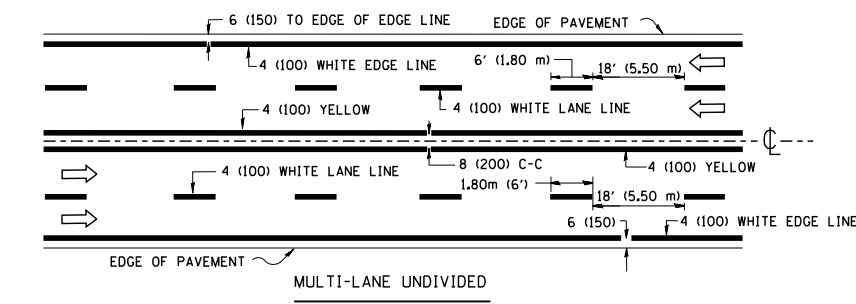 6 (150) TO EDGE OF EDGE LINE
EDGE OF PAVEMENT
4 (100) WHITE EDGE LINE
6' (1.80 m)
18' (5.50 m)
4 (100) YELLOW
4 (100) WHITE LANE LINE
℄
4 (100) WHITE LANE LINE
8 (200) C-C
4 (100) YELLOW
1.80m (6')
18' (5.50 m)
6 (150)
4 (100) WHITE EDGE LINE
EDGE OF PAVEMENT
MULTI-LANE UNDIVIDED